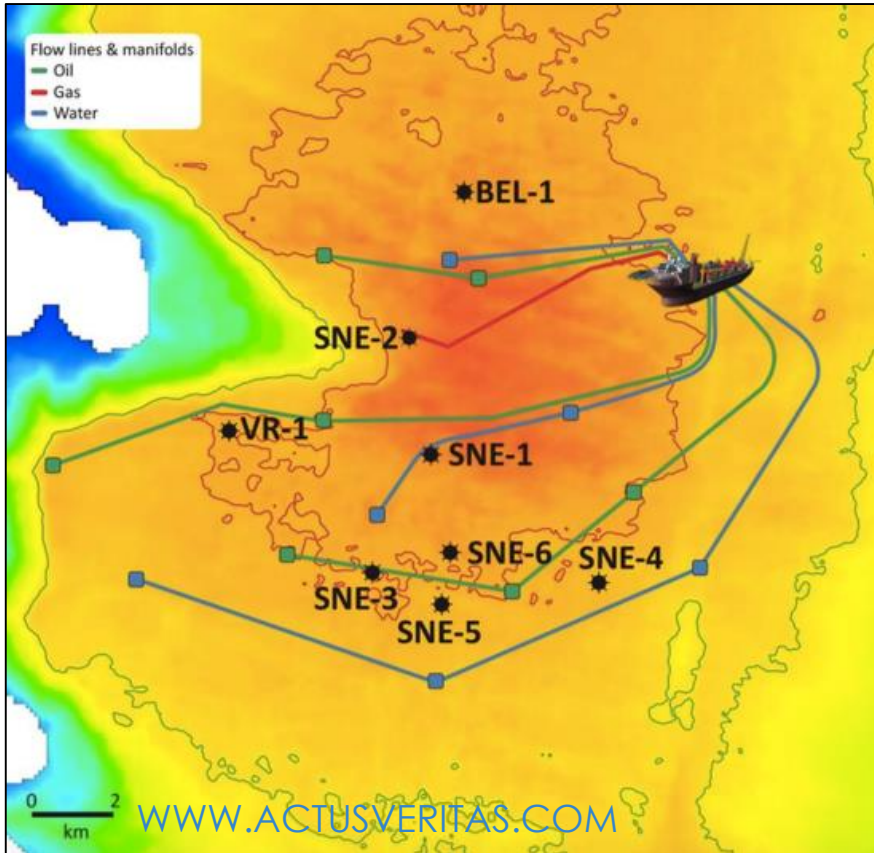 Flow lines & manifolds
Oil
Gas
Water
BEL-1
SNE-2
VR-1
SNE-1
SNE-6
SNE-4
SNE-3
SNE-5
0 2
km
WWW.ACTUSVERITAS.COM